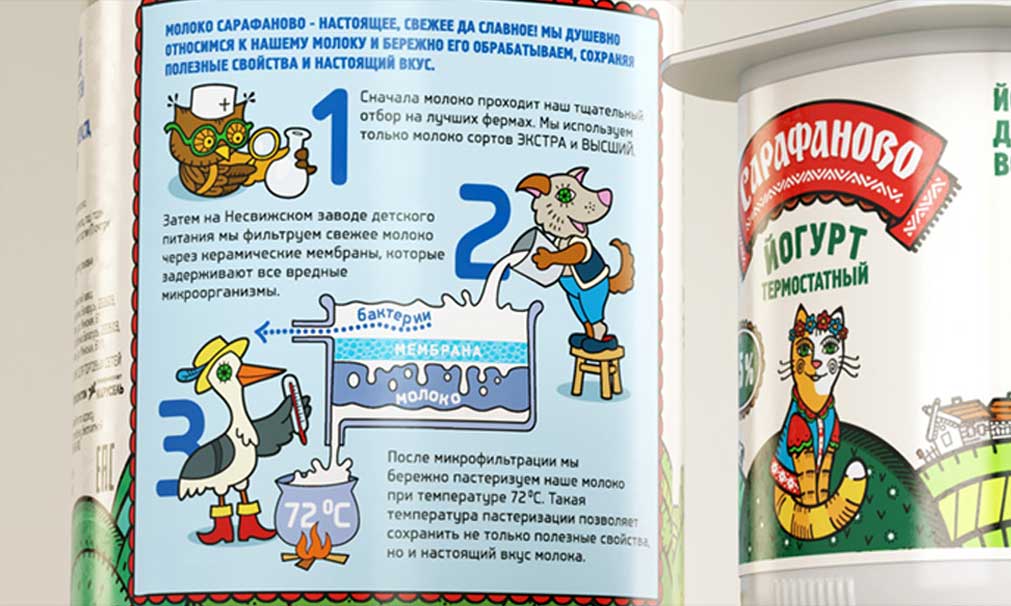 МОЛОКО САРАФАНОВО - НАСТОЯЩЕЕ, СВЕЖЕЕ ДА СЛАВНОЕ! МЫ ДУШЕВНО
ОТНОСИМСЯ К НАШЕМУ МОЛОКУ И БЕРЕЖНО ЕГО ОБРАБАТЫВАЕМ, СОХРАНЯЯ
ПОЛЕЗНЫЕ СВОЙСТВА И НАСТОЯЩИЙ ВКУС.
1
Сначала молоко проходит наш тщательный
отбор на лучших фермах. Мы используем
только молоко сортов ЭКСТРА и ВЫСШИЙ.
2
Затем на Несвижском заводе детского
питания мы фильтруем свежее молоко
через керамические мембраны, которые
задерживают все вредные
микроорганизмы.
бактерии
МЕМБРАНА
МОЛОКО
3
72 ⁰C
После микрофильтрации мы
бережно пастеризуем наше молоко
при температуре 72 ⁰C. Такая
температура пастеризации позволяет
сохранить не только полезные свойства,
но и настоящий вкус молока.
EAC
САРАФАНОВО
ЙОГУРТ
ТЕРМОСТАТНЫЙ
%